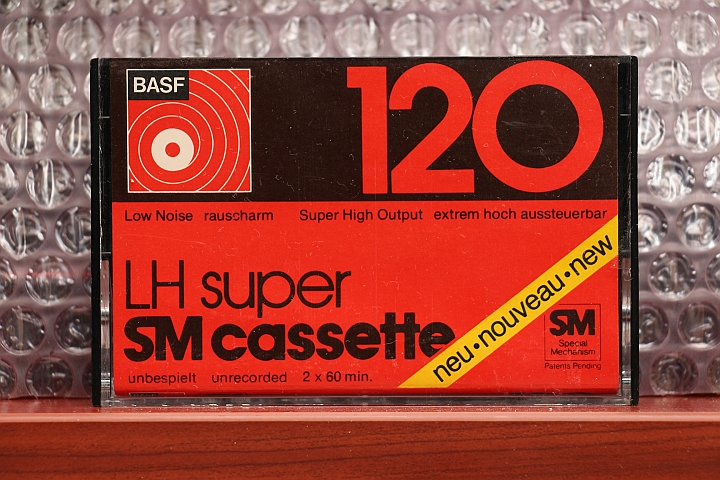 BASF
120
Low Noise rauscharm Super High Output extrem hoch aussteuerbar
LH super
SM cassette
neu • nouveau • new
SM
Special
Mechanism
Patents Pending
unbespielt unrecorded 2 x 60 min.